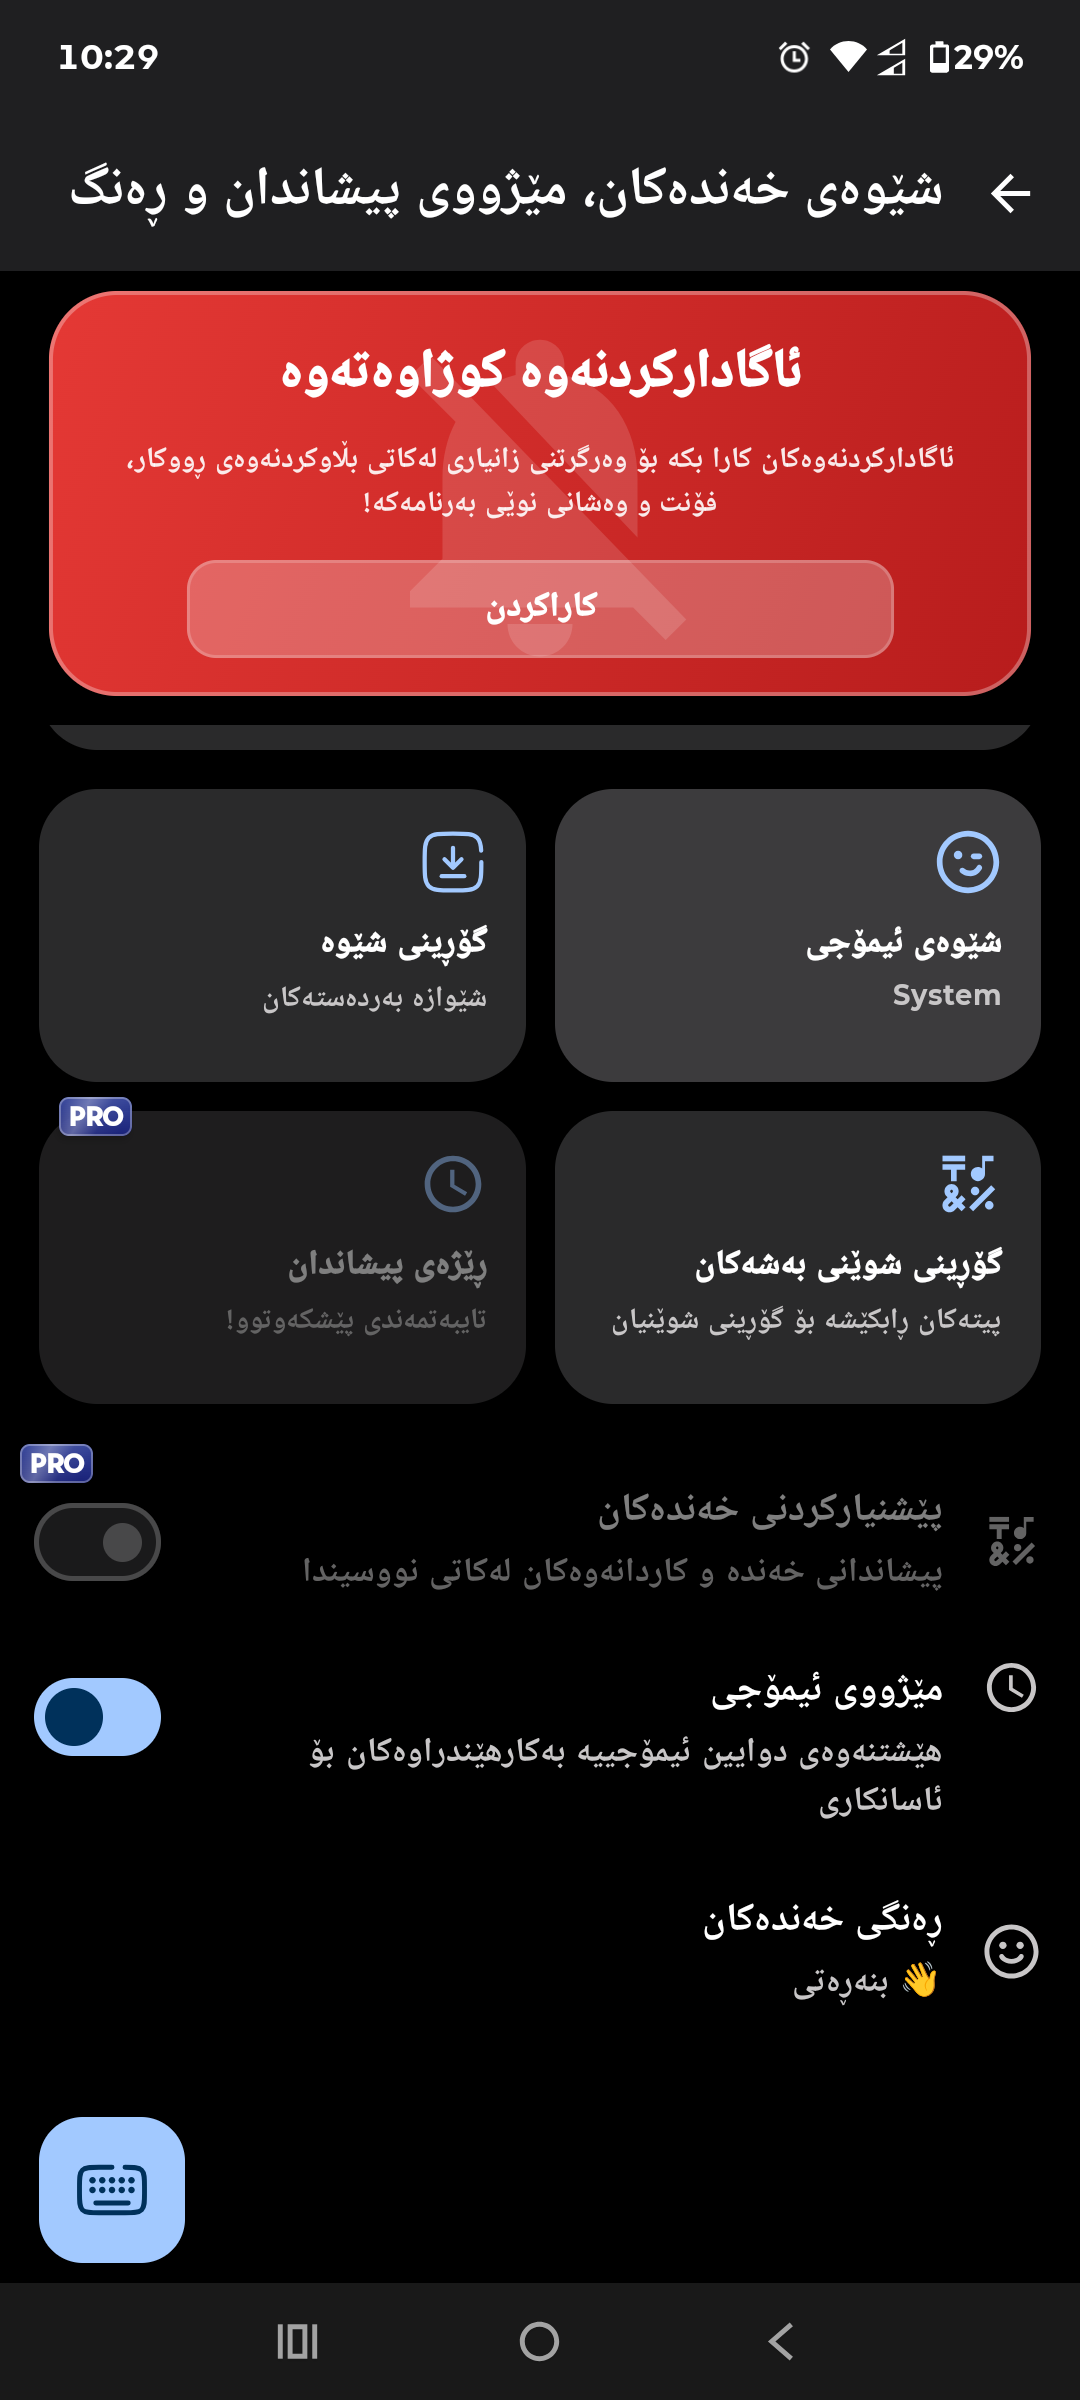 10:29
29%
شێوەی خەندەکان، مێژووی پیشاندان و ڕەنگ
ئاگادارکردنەوە کوژاوەتەوە
ئاگادارکردنەوەکان کارا بکە بۆ وەرگرتنی زانیاری لەکاتی بڵاوکردنەوەی ڕووکار،
فۆنت و وەشانی نوێی بەرنامەکە!
کاراکردن
شێوەی ئیمۆجی
System
گۆڕینی شێوە
شێوازە بەردەستەکان
گۆڕینی شوێنی بەشەکان
پیتەکان ڕابکێشە بۆ گۆڕینی شوێنیان
PRO
ڕێژەی پیشاندان
تایبەتمەندی پێشکەوتوو!
PRO
پێشنیارکردنی خەندەکان
پیشاندانی خەندە و کاردانەوەکان لەکاتی نووسیندا
مێژووی ئیمۆجی
هێشتنەوەی دوایین ئیمۆجییە بەکارهێندراوەکان بۆ
ئاسانکاری
ڕەنگی خەندەکان
👋 بنەڕەتی